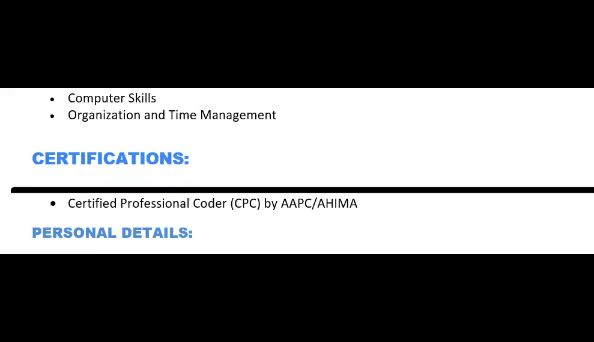 • Computer Skills
• Organization and Time Management
CERTIFICATIONS:
• Certified Professional Coder (CPC) by AAPC/AHIMA
PERSONAL DETAILS: